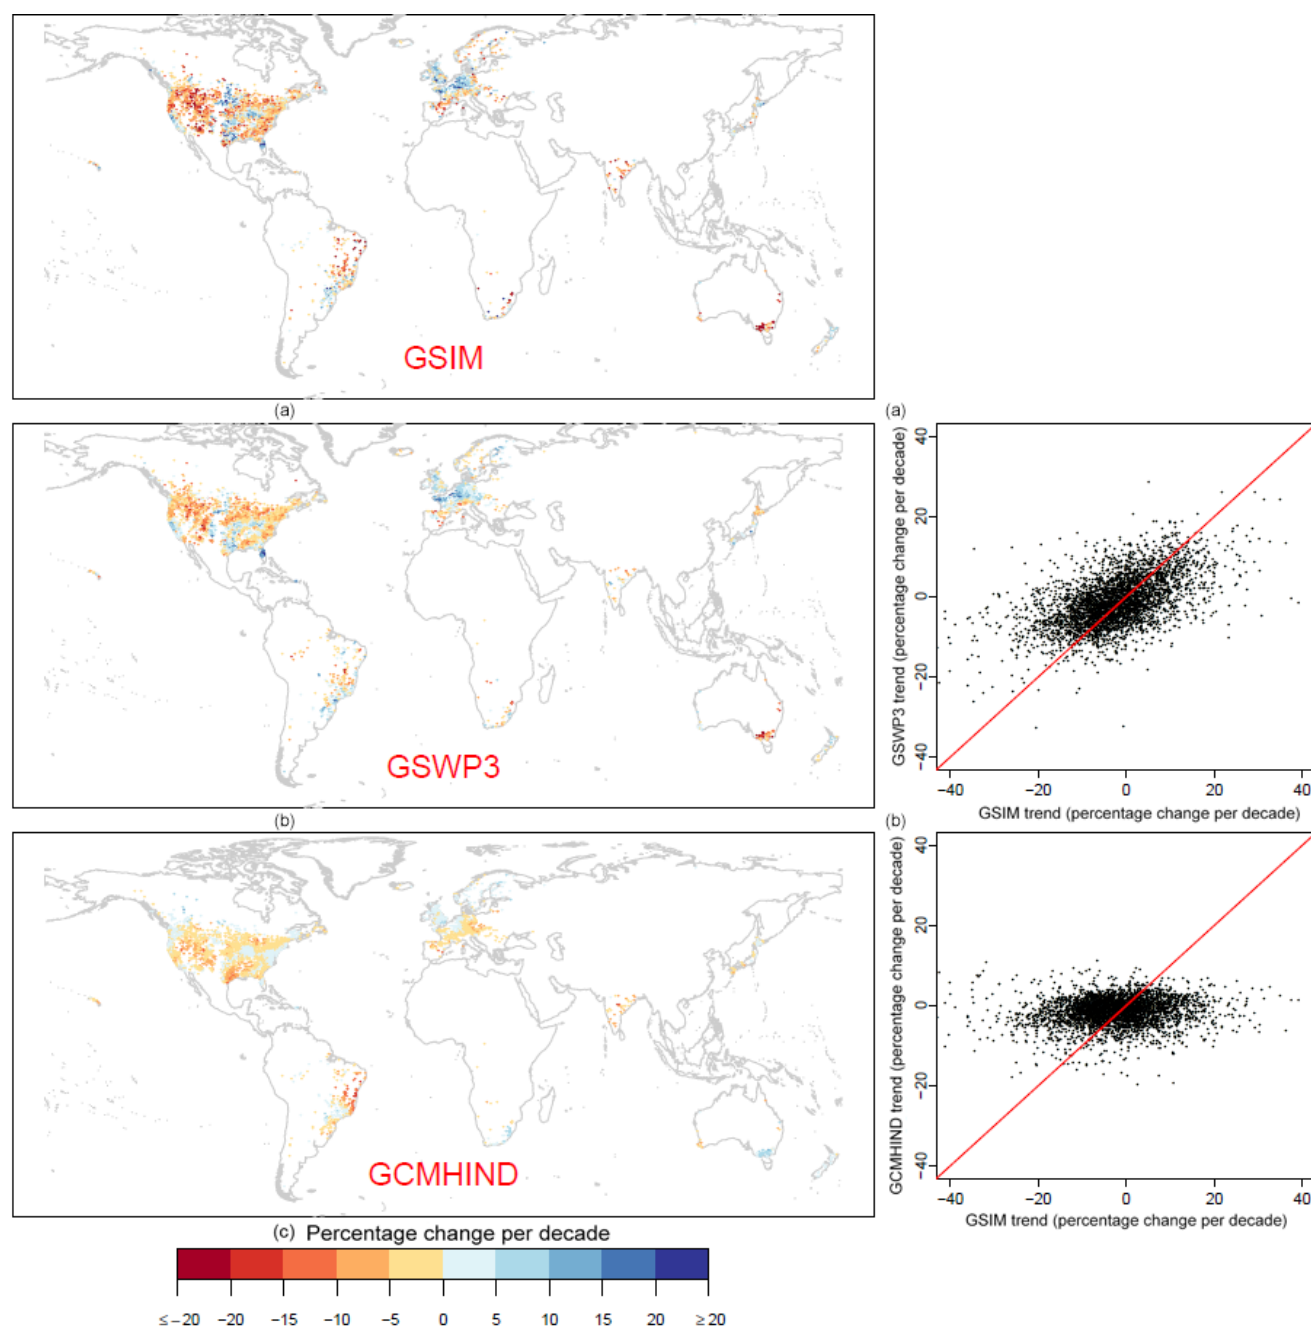 GSIM
(a)
(a)
GSWP3 trend (percentage change per decade)
40
20
0
−20
−40
GSWP3
−40 −20 0 20 40
(b)
GSIM trend (percentage change per decade)
(b)
GCMHIND trend (percentage change per decade)
40
20
0
−20
−40
GCMHIND
−40 −20 0 20 40
GSIM trend (percentage change per decade)
(c) Percentage change per decade
≤−20 −20 −15 −10 −5 0 5 10 15 20 ≥20